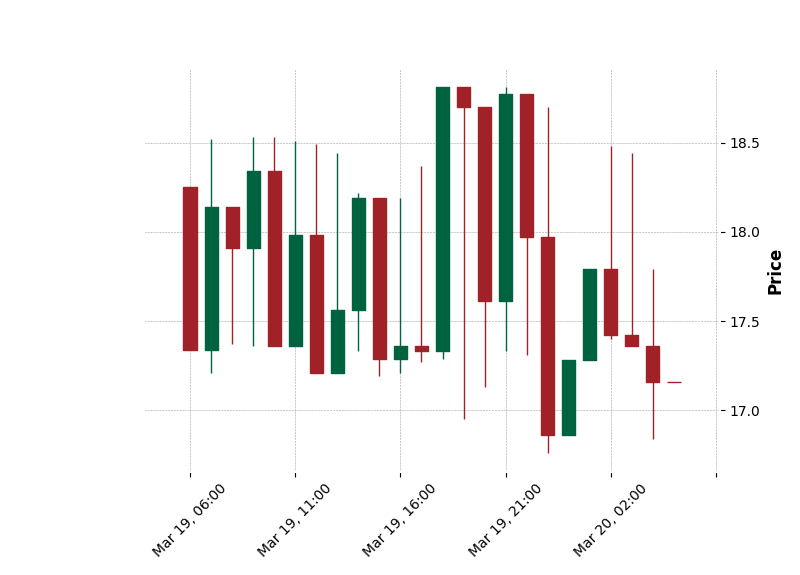 18.5
18.0
17.5
17.0
Price
Mar 19, 06:00
Mar 19, 11:00
Mar 19, 16:00
Mar 19, 21:00
Mar 20, 02:00